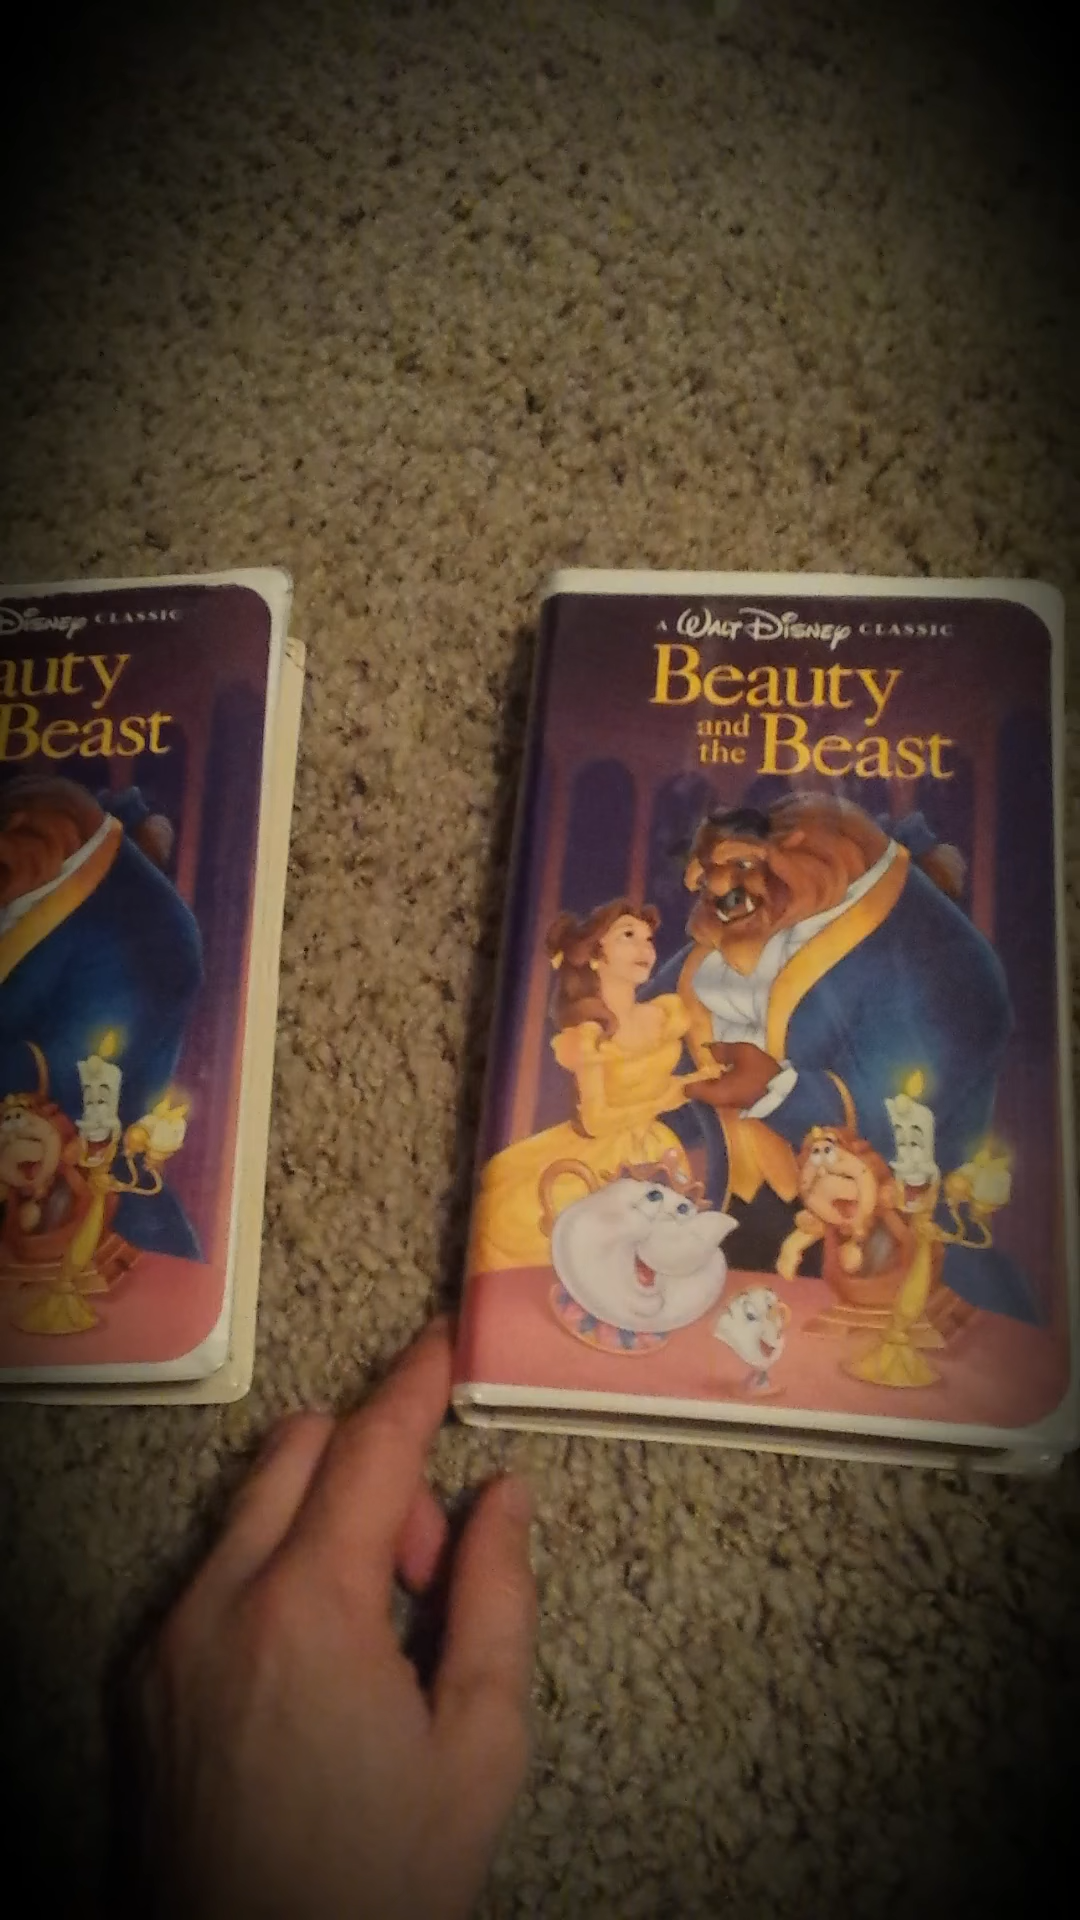 Disney CLASSIC
auty
Beast
A WALT DISNEY CLASSIC
Beauty
and
the Beast